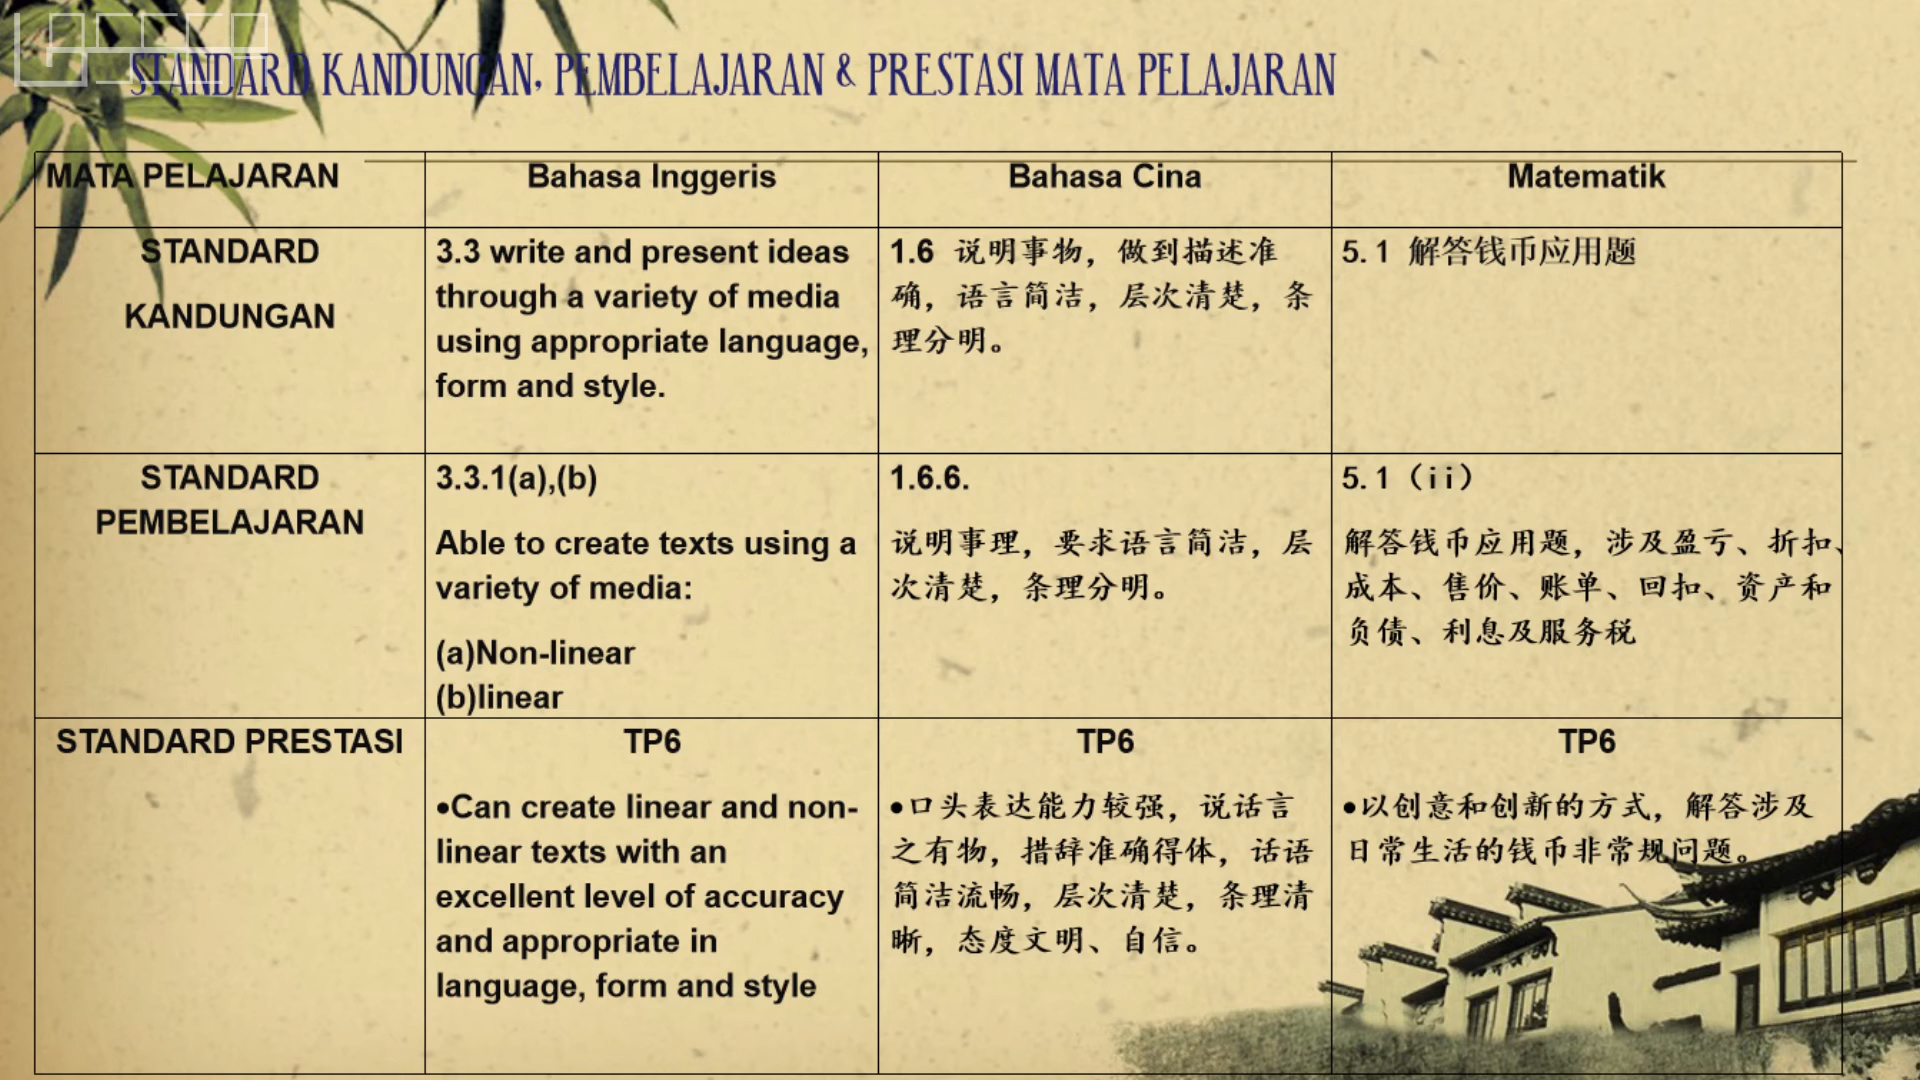 STANDARD KANDUNGAN, PEMBELAJARAN & PRESTASI MATA PELAJARAN
MATA PELAJARAN
Bahasa Inggeris
Bahasa Cina
Matematik
STANDARD
KANDUNGAN
3.3 write and present ideas
through a variety of media
using appropriate language,
form and style.
1.6 说明事物，做到描述准
确，语言简洁，层次清楚，条
理分明。
5.1 解答钱币应用题
STANDARD
PEMBELAJARAN
3.3.1(a),(b)
Able to create texts using a
variety of media:
(a)Non-linear
(b)linear
1.6.6.
说明事理，要求语言简洁，层
次清楚，条理分明。
5.1（ii）
解答钱币应用题，涉及盈亏、折扣、
成本、售价、账单、回扣、资产和
负债、利息及服务税
STANDARD PRESTASI
TP6
•Can create linear and non-
linear texts with an
excellent level of accuracy
and appropriate in
language, form and style
TP6
•口头表达能力较强，说话言
之有物，措辞准确得体，话语
简洁流畅，层次清楚，条理清
晰，态度文明、自信。
TP6
•以创意和创新的方式，解答涉及
日常生活的钱币非常规问题。